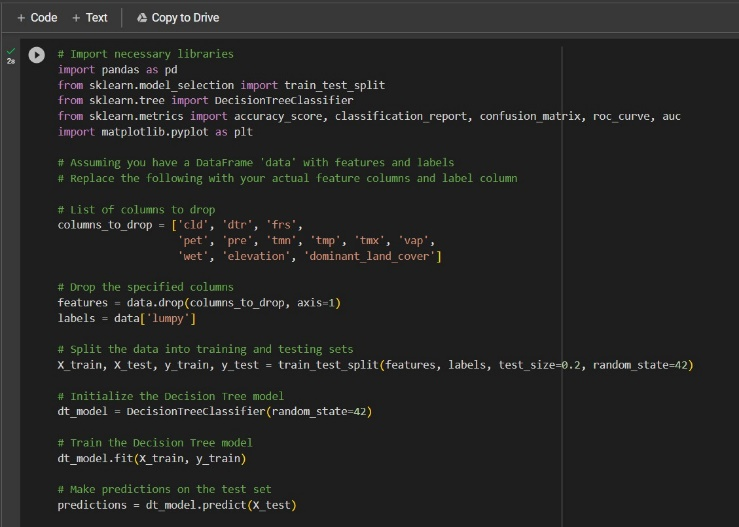 + Code + Text Copy to Drive
2s
# Import necessary libraries
import pandas as pd
from sklearn.model_selection import train_test_split
from sklearn.tree import DecisionTreeClassifier
from sklearn.metrics import accuracy_score, classification_report, confusion_matrix, roc_curve, auc
import matplotlib.pyplot as plt
# Assuming you have a DataFrame 'data' with features and labels
# Replace the following with your actual feature columns and label column
# List of columns to drop
columns_to_drop = ['cld', 'dtr', 'frs',
'pet', 'pre', 'tmn', 'tmp', 'tmx', 'vap',
'wet', 'elevation', 'dominant_land_cover']
# Drop the specified columns
features = data.drop(columns_to_drop, axis=1)
labels = data['lumpy']
# Split the data into training and testing sets
X_train, X_test, y_train, y_test = train_test_split(features, labels, test_size=0.2, random_state=42)
# Initialize the Decision Tree model
dt_model = DecisionTreeClassifier(random_state=42)
# Train the Decision Tree model
dt_model.fit(X_train, y_train)
# Make predictions on the test set
predictions = dt_model.predict(X_test)